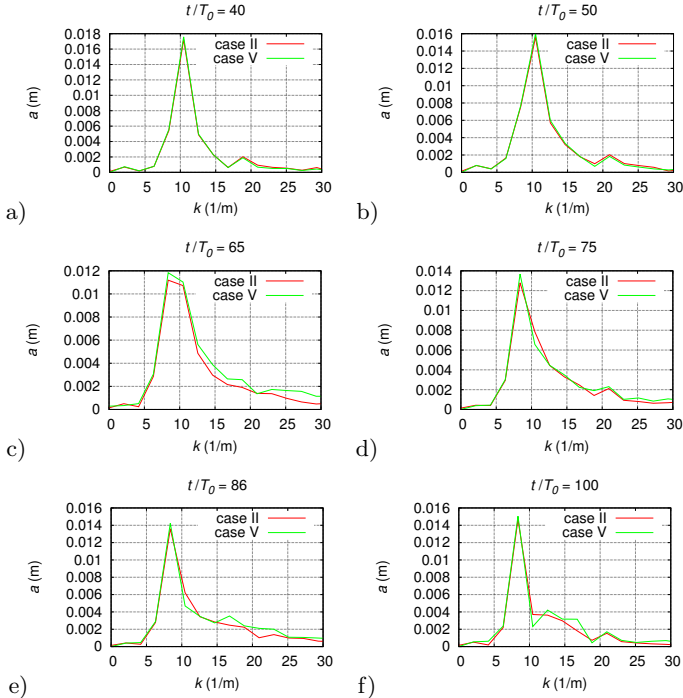 t/T0 = 40
0.018
0.016
0.014
0.012
0.01
0.008
0.006
0.004
0.002
0
a (m)
case II
case V
0 5 10 15 20 25 30
k (1/m)
a)
t/T0 = 50
0.016
0.014
0.012
0.01
0.008
0.006
0.004
0.002
0
a (m)
case II
case V
0 5 10 15 20 25 30
k (1/m)
b)
t/T0 = 65
0.012
0.01
0.008
0.006
0.004
0.002
0
a (m)
case II
case V
0 5 10 15 20 25 30
k (1/m)
c)
t/T0 = 75
0.014
0.012
0.01
0.008
0.006
0.004
0.002
0
a (m)
case II
case V
0 5 10 15 20 25 30
k (1/m)
d)
t/T0 = 86
0.016
0.014
0.012
0.01
0.008
0.006
0.004
0.002
0
a (m)
case II
case V
0 5 10 15 20 25 30
k (1/m)
e)
t/T0 = 100
0.016
0.014
0.012
0.01
0.008
0.006
0.004
0.002
0
a (m)
case II
case V
0 5 10 15 20 25 30
k (1/m)
f)